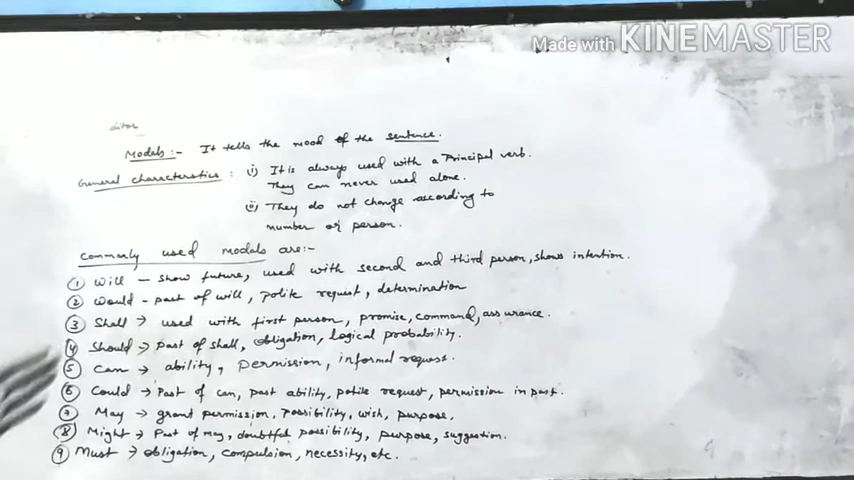 Made with KINEMASTER
Modals:- It tells the mood of the sentence.
General characteristics : (i) It is always used with a Principal verb.
They can never used alone.
(ii) They do not change according to
number or person.
Commonly used modals are:-
① Will – show future, used with second and third person, shows intention.
② Would – past of will, polite request, determination
③ Shall → used with first person, promise, command, assurance.
④ Should → past of shall, obligation, logical probability.
⑤ Can → ability, permission, informal request.
⑥ Could → Past of can, past ability, polite request, permission in past.
⑦ May → grant permission, possibility, wish, purpose,
⑧ Might → Past of may, doubtful possibility, purpose, suggestion.
⑨ Must → obligation, compulsion, necessity, etc.